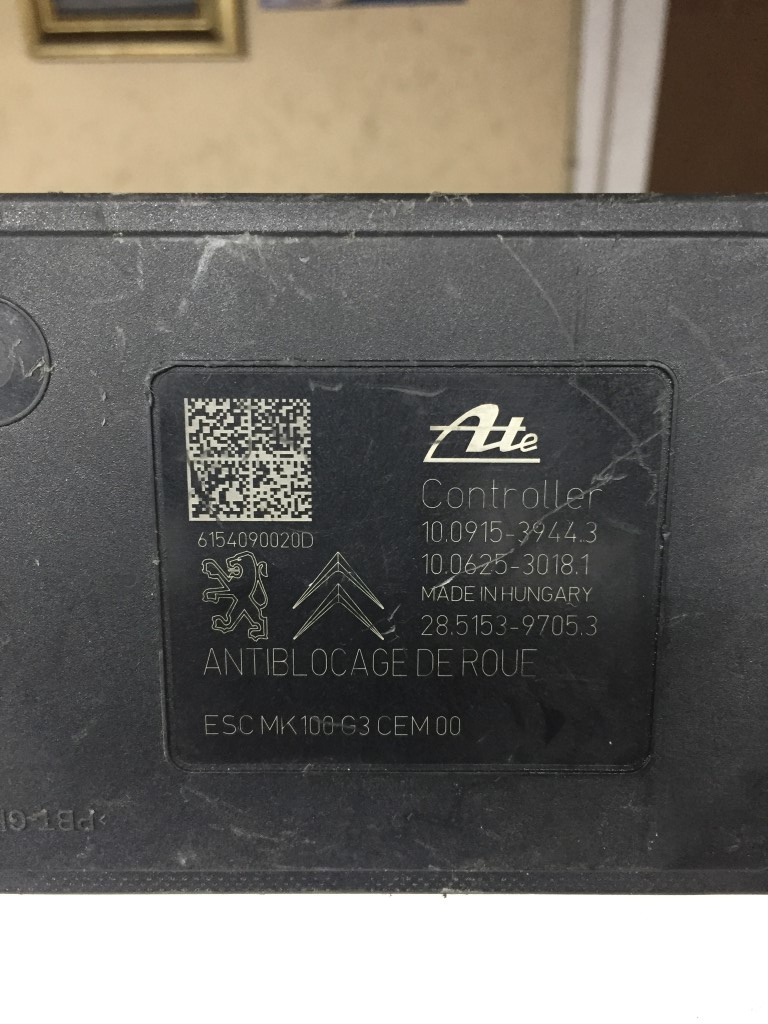 Ate
Controller
10.0915-3944.3
6154090020D
10.0625-3018.1
MADE IN HUNGARY
28.5153-9705.3
ANTIBLOCAGE DE ROUE
ESC MK100 G3 CEM 00